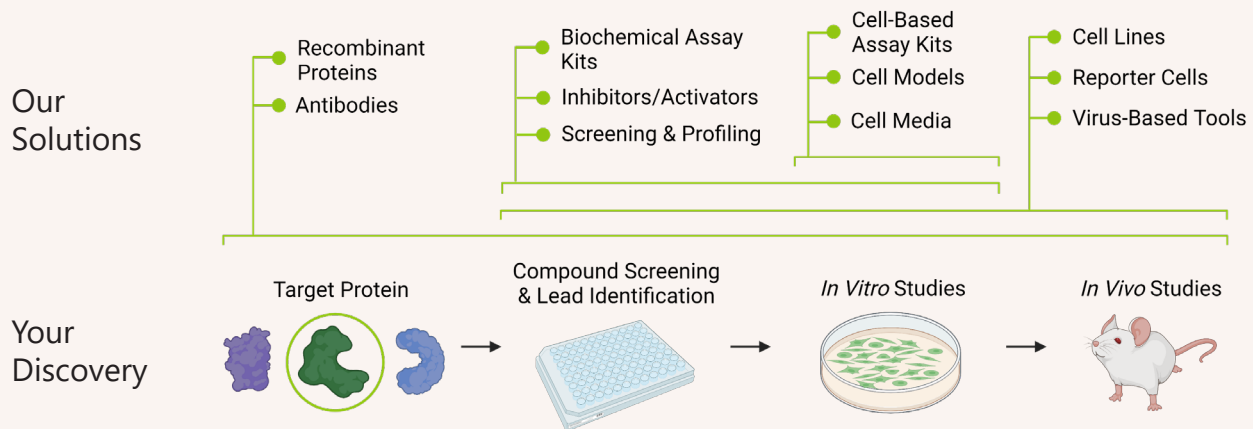 Our
Solutions
Recombinant
Proteins
Antibodies
Biochemical Assay
Kits
Inhibitors/Activators
Screening & Profiling
Cell-Based
Assay Kits
Cell Models
Cell Media
Cell Lines
Reporter Cells
Virus-Based Tools
Your
Discovery
Target Protein
Compound Screening
& Lead Identification
In Vitro Studies
In Vivo Studies